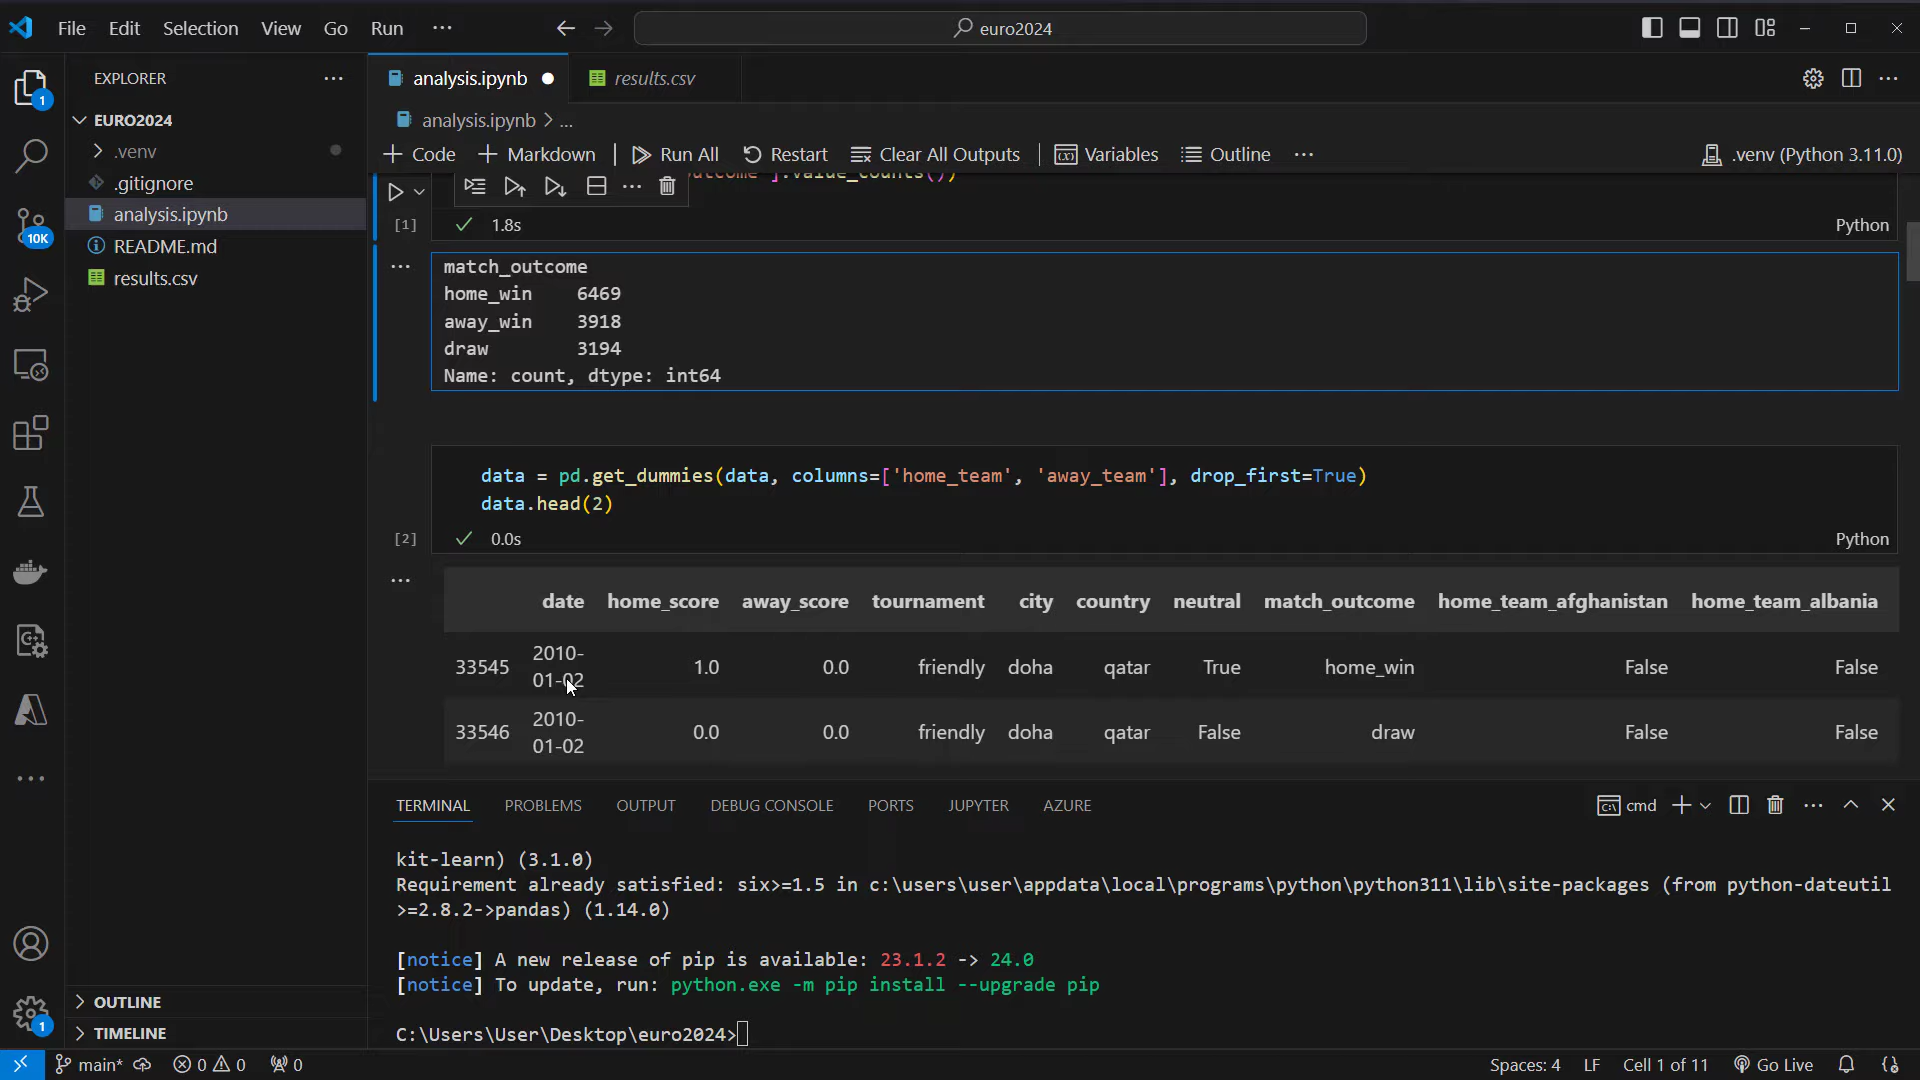 File Edit Selection View Go Run ... euro2024
EXPLORER ...
EURO2024
.venv
.gitignore
analysis.ipynb
README.md
results.csv
OUTLINE
TIMELINE
1
10K
1
analysis.ipynb results.csv
analysis.ipynb > ...
+ Code + Markdown Run All Restart Clear All Outputs Variables Outline ... .venv (Python 3.11.0)
outcome'].value_counts()
[1] 1.8s Python
match_outcome
home_win 6469
away_win 3918
draw 3194
Name: count, dtype: int64
data = pd.get_dummies(data, columns=['home_team', 'away_team'], drop_first=True)
data.head(2)
[2] 0.0s Python
date home_score away_score tournament city country neutral match_outcome home_team_afghanistan home_team_albania
33545 2010-01-02 1.0 0.0 friendly doha qatar True home_win False False
33546 2010-01-02 0.0 0.0 friendly doha qatar False draw False False
TERMINAL PROBLEMS OUTPUT DEBUG CONSOLE PORTS JUPYTER AZURE cmd
kit-learn) (3.1.0)
Requirement already satisfied: six>=1.5 in c:\users\user\appdata\local\programs\python\python311\lib\site-packages (from python-dateutil
>=2.8.2->pandas) (1.14.0)
[notice] A new release of pip is available: 23.1.2 -> 24.0
[notice] To update, run: python.exe -m pip install --upgrade pip
C:\Users\User\Desktop\euro2024>
main* 0 0 0 Spaces: 4 LF Cell 1 of 11 Go Live